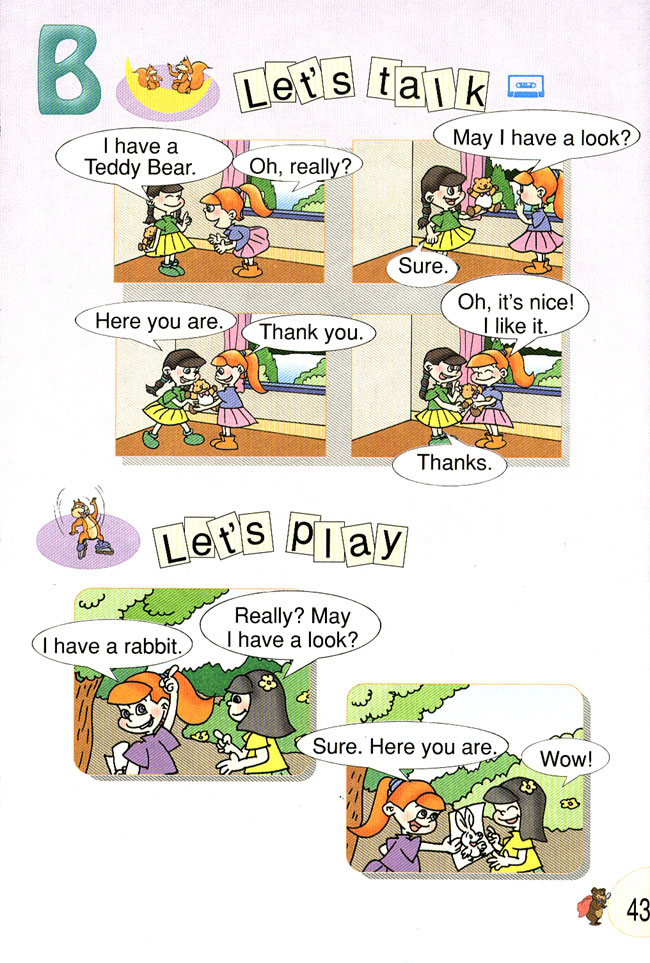 B
Let's talk
I have a
Teddy Bear.
Oh, really?
May I have a look?
Sure.
Here you are.
Thank you.
Oh, it's nice!
I like it.
Thanks.
Let's play
I have a rabbit.
Really? May
I have a look?
Sure. Here you are.
Wow!
43